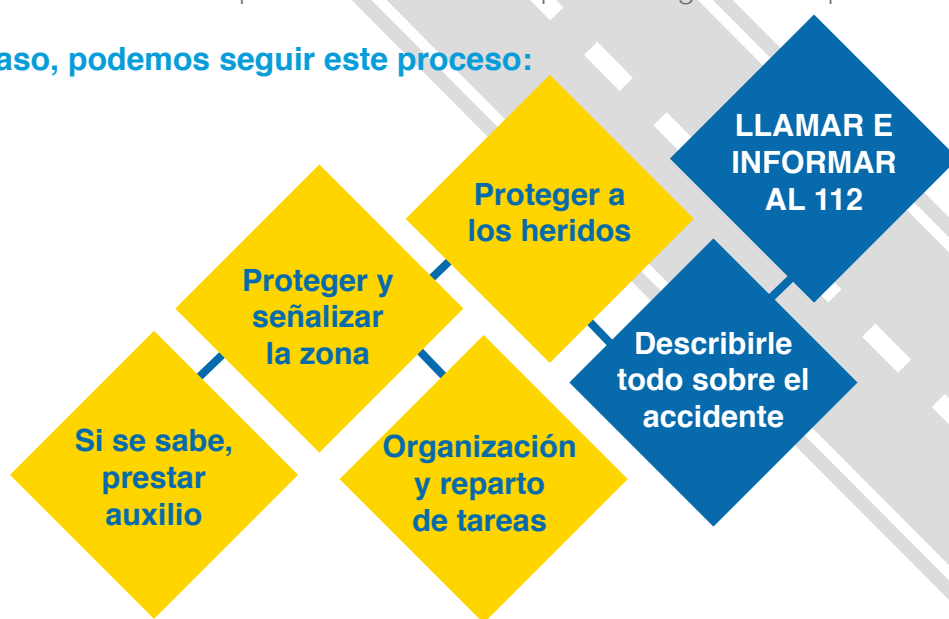 aso, podemos seguir este proceso:
LLAMAR E
INFORMAR
AL 112
Proteger a
los heridos
Describirle
todo sobre el
accidente
Proteger y
señalizar
la zona
Organización
y reparto
de tareas
Si se sabe,
prestar
auxilio